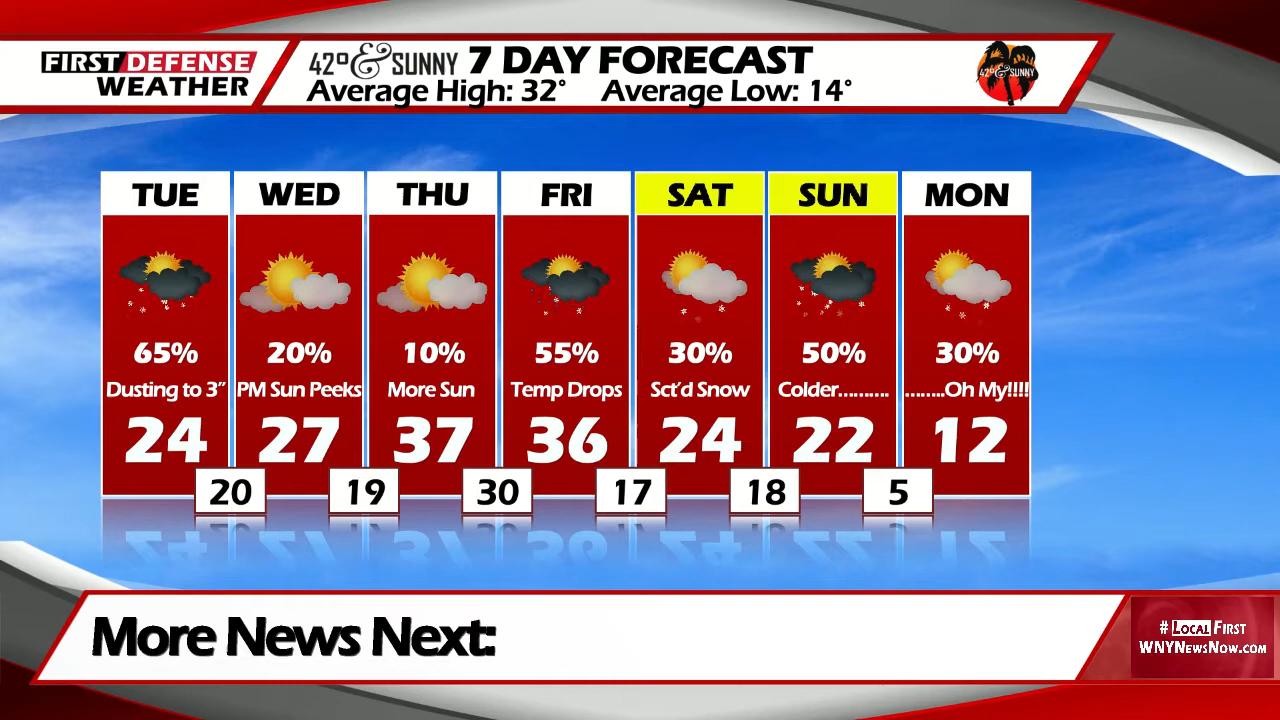 FIRST DEFENSE
WEATHER
42° & SUNNY 7 DAY FORECAST
Average High: 32° Average Low: 14°
42° & SUNNY
TUE WED THU FRI SAT SUN MON
65% 20% 10% 55% 30% 50% 30%
Dusting to 3” PM Sun Peeks More Sun Temp Drops Sct’d Snow Colder.......... ........Oh My!!!!
24 27 37 36 24 22 12
20 19 30 17 18 5
More News Next:
# LOCAL FIRST
WNYNEWSNOW.COM